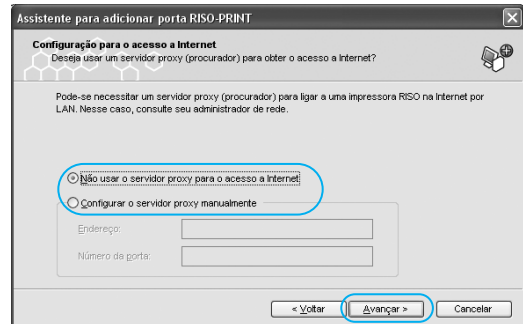 Assistente para adicionar porta RISO-PRINT
Configuração para o acesso a Internet
Deseja usar um servidor proxy (procurador) para obter o acesso a Internet?
Pode-se necessitar um servidor proxy (procurador) para ligar a uma impressora RISO na Internet por
LAN. Nesse caso, consulte seu administrador de rede.
Não usar o servidor proxy para o acesso a Internet
Configurar o servidor proxy manualmente
Endereço:
Número da porta:
< Voltar Avançar > Cancelar